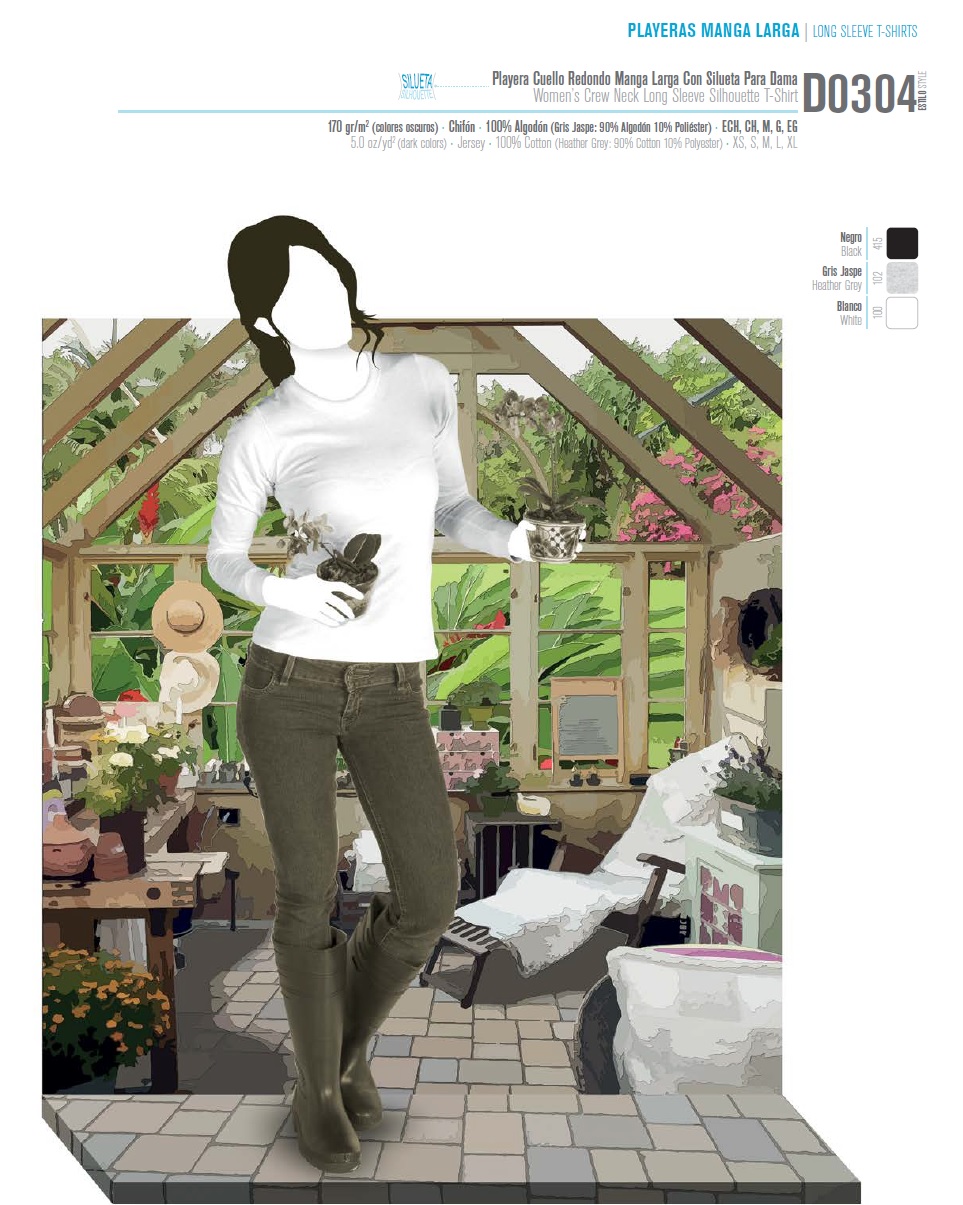 PLAYERAS MANGA LARGA | LONG SLEEVE T-SHIRTS
SILUETA
SILHOUETTE
Playera Cuello Redondo Manga Larga Con Silueta Para Dama
Women's Crew Neck Long Sleeve Silhouette T-Shirt
D0304
ESTILO STYLE
170 gr/m² (colores oscuros) · Chifón · 100% Algodón (Gris Jaspe: 90% Algodón 10% Poliéster) · ECH, CH, M, G, EG
5.0 oz/yd² (dark colors) · Jersey · 100% Cotton (Heather Grey: 90% Cotton 10% Polyester) · XS, S, M, L, XL
Negro
Black
415
Gris Jaspe
Heather Grey
102
Blanco
White
100